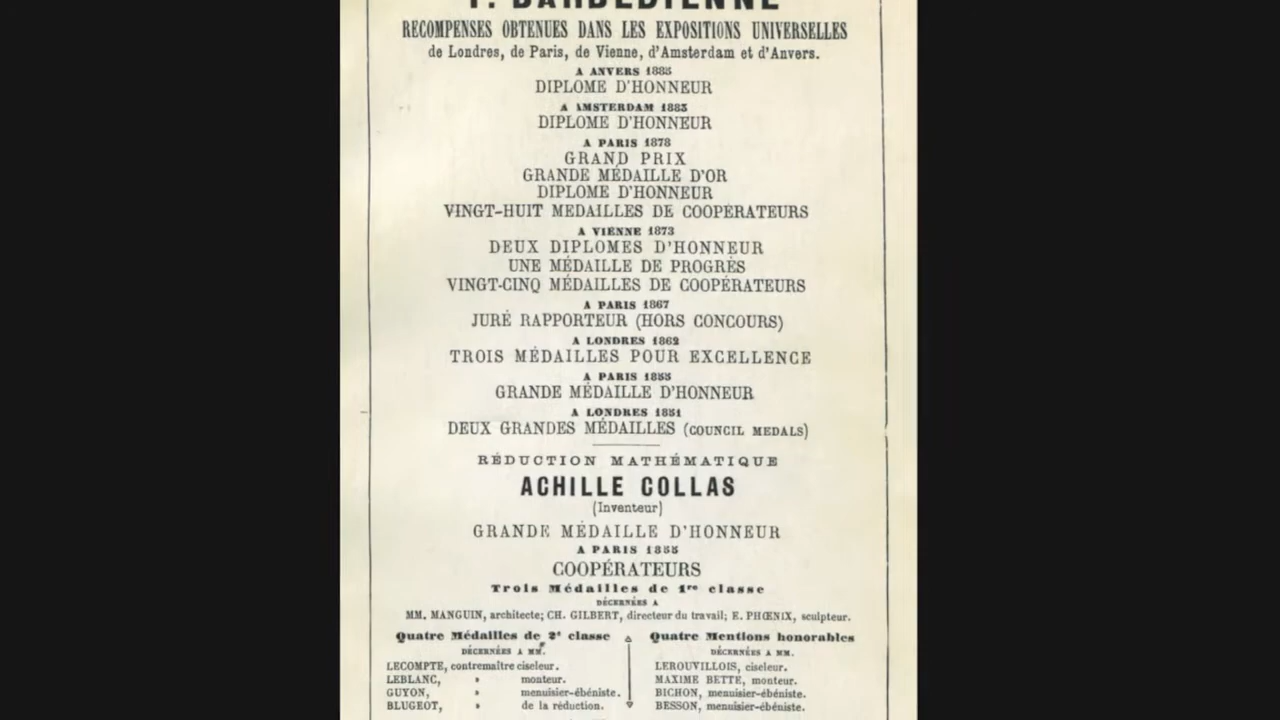 F. BARBEDIENNE
RECOMPENSES OBTENUES DANS LES EXPOSITIONS UNIVERSELLES
de Londres, de Paris, de Vienne, d'Amsterdam et d'Anvers.
A ANVERS 1885
DIPLOME D'HONNEUR
A AMSTERDAM 1883
DIPLOME D'HONNEUR
A PARIS 1878
GRAND PRIX
GRANDE MÉDAILLE D'OR
DIPLOME D'HONNEUR
VINGT-HUIT MEDAILLES DE COOPÉRATEURS
A VIENNE 1873
DEUX DIPLOMES D'HONNEUR
UNE MÉDAILLE DE PROGRÈS
VINGT-CINQ MÉDAILLES DE COOPÉRATEURS
A PARIS 1867
JURÉ RAPPORTEUR (HORS CONCOURS)
A LONDRES 1862
TROIS MÉDAILLES POUR EXCELLENCE
A PARIS 1855
GRANDE MÉDAILLE D'HONNEUR
A LONDRES 1851
DEUX GRANDES MÉDAILLES (COUNCIL MEDALS)
RÉDUCTION MATHÉMATIQUE
ACHILLE COLLAS
(Inventeur)
GRANDE MÉDAILLE D'HONNEUR
A PARIS 1855
COOPÉRATEURS
Trois Médailles de 1re classe
DÉCERNÉES A
MM. MANGUIN, architecte; CH. GILBERT, directeur du travail; E. PHŒNIX, sculpteur.
Quatre Médailles de 2e classe
DÉCERNÉES A MM.
LECOMPTE, contremaître ciseleur.
LEBLANC, » monteur.
GUYON, » menuisier-ébéniste.
BLUGEOT, » de la réduction.
Quatre Mentions honorables
DÉCERNÉES A MM.
LEROUVILLOIS, ciseleur.
MAXIME BETTE, monteur.
BICHON, menuisier-ébéniste.
BESSON, menuisier-ébéniste.